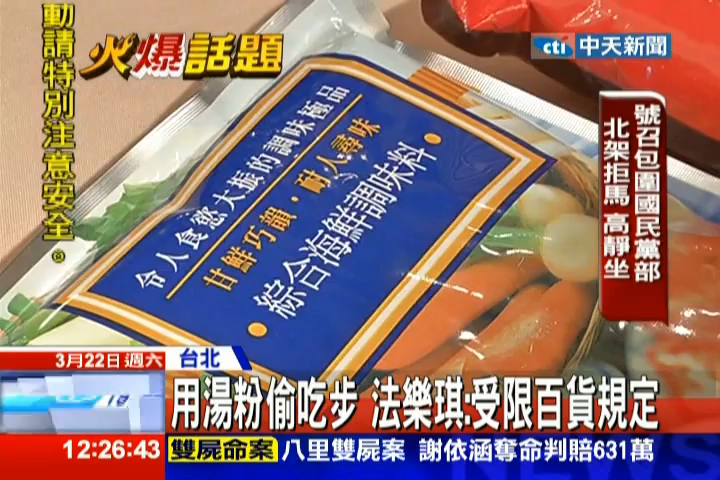 動請特別注意安全。
火爆話題
cti 中天新聞
號召包圍國民黨部
北架拒馬 高靜坐
令人食慾大振的調味極品
甘鮮巧韻·耐人尋味
·綜合海鮮調味料·
3月22日 週六
台北
用湯粉偷吃步 法樂琪:受限百貨規定
12:26:43
雙屍命案 八里雙屍案 謝依涵奪命判賠631萬
NEWS